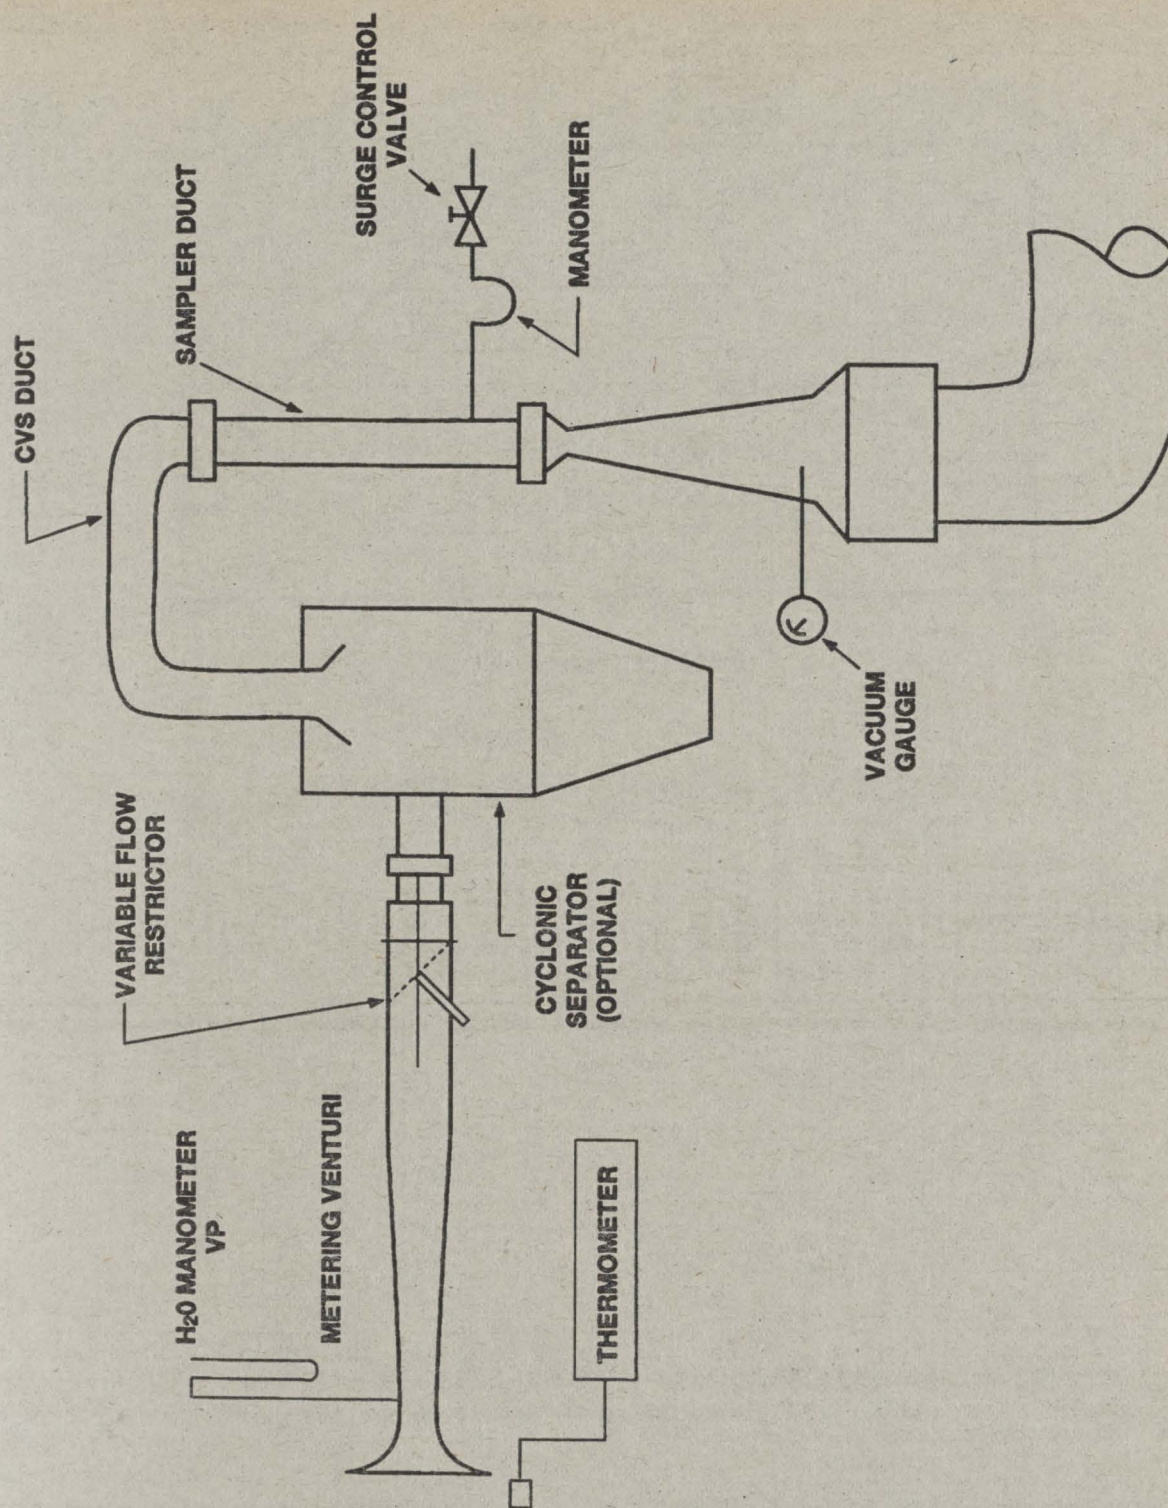 CVS DUCT
SAMPLER DUCT
SURGE CONTROL
VALVE
MANOMETER
VARIABLE FLOW
RESTRICTOR
H₂O MANOMETER
VP
METERING VENTURI
CYCLONIC
SEPARATOR
(OPTIONAL)
VACUUM
GAUGE
THERMOMETER